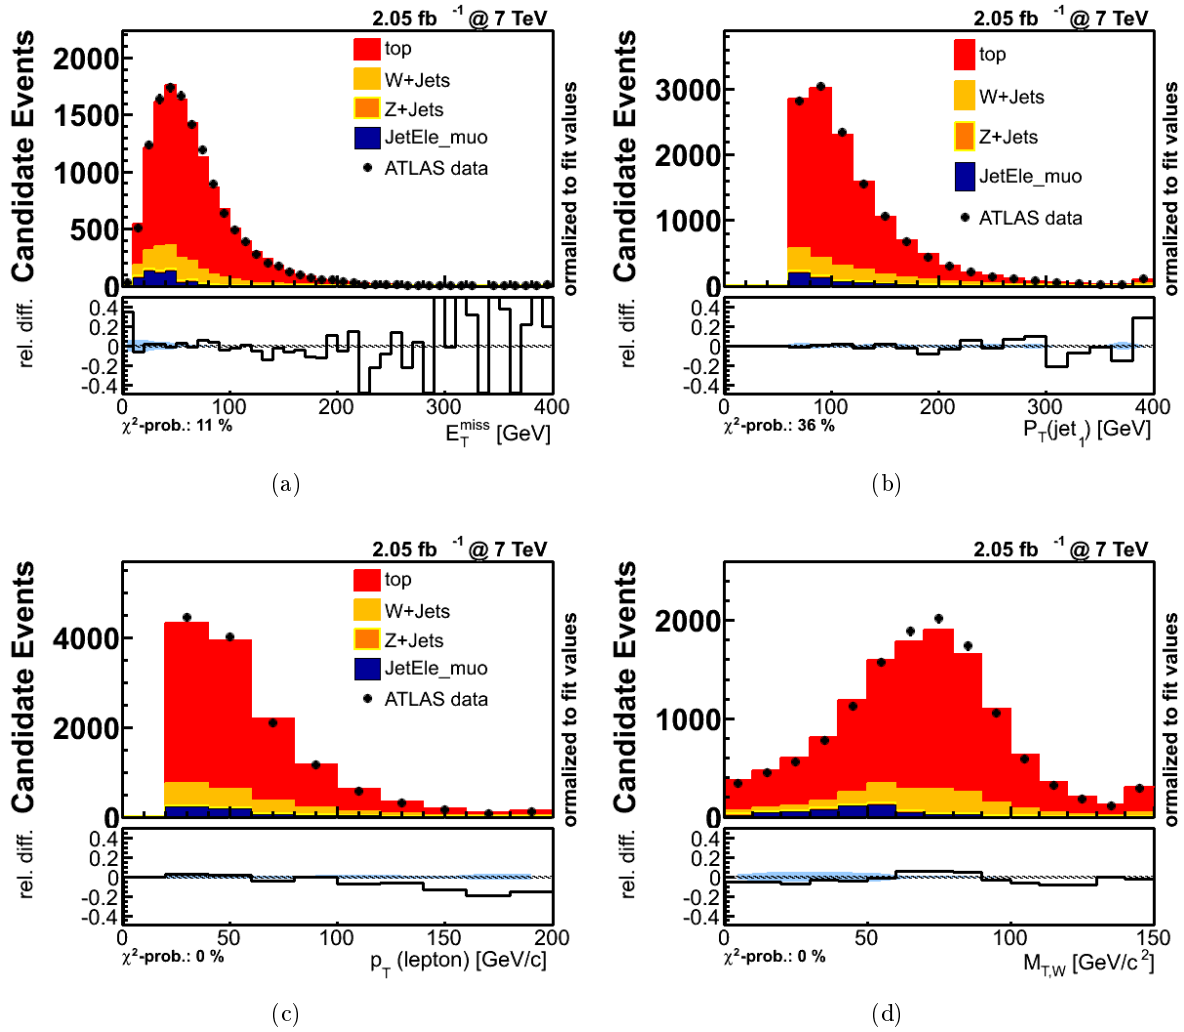 2.05 fb -1 @ 7 TeV
Candidate Events
2000
1500
1000
500
0
top
W+Jets
Z+Jets
JetEle_muo
ATLAS data
ormalized to fit values
rel. diff.
0.4
0.2
0
-0.2
-0.4
0 100 200 300 400
χ²-prob.: 11 %
E_T^miss [GeV]
(a)
2.05 fb -1 @ 7 TeV
Candidate Events
3000
2000
1000
0
top
W+Jets
Z+Jets
JetEle_muo
ATLAS data
ormalized to fit values
rel. diff.
0.4
0.2
0
-0.2
-0.4
0 100 200 300 400
χ²-prob.: 36 %
P_T(jet_1) [GeV]
(b)
2.05 fb -1 @ 7 TeV
Candidate Events
4000
2000
0
top
W+Jets
Z+Jets
JetEle_muo
ATLAS data
ormalized to fit values
rel. diff.
0.4
0.2
0
-0.2
-0.4
0 50 100 150 200
χ²-prob.: 0 %
p_T (lepton) [GeV/c]
(c)
2.05 fb -1 @ 7 TeV
Candidate Events
2000
1000
0
ormalized to fit values
rel. diff.
0.4
0.2
0
-0.2
-0.4
0 50 100 150
χ²-prob.: 0 %
M_T,W [GeV/c²]
(d)